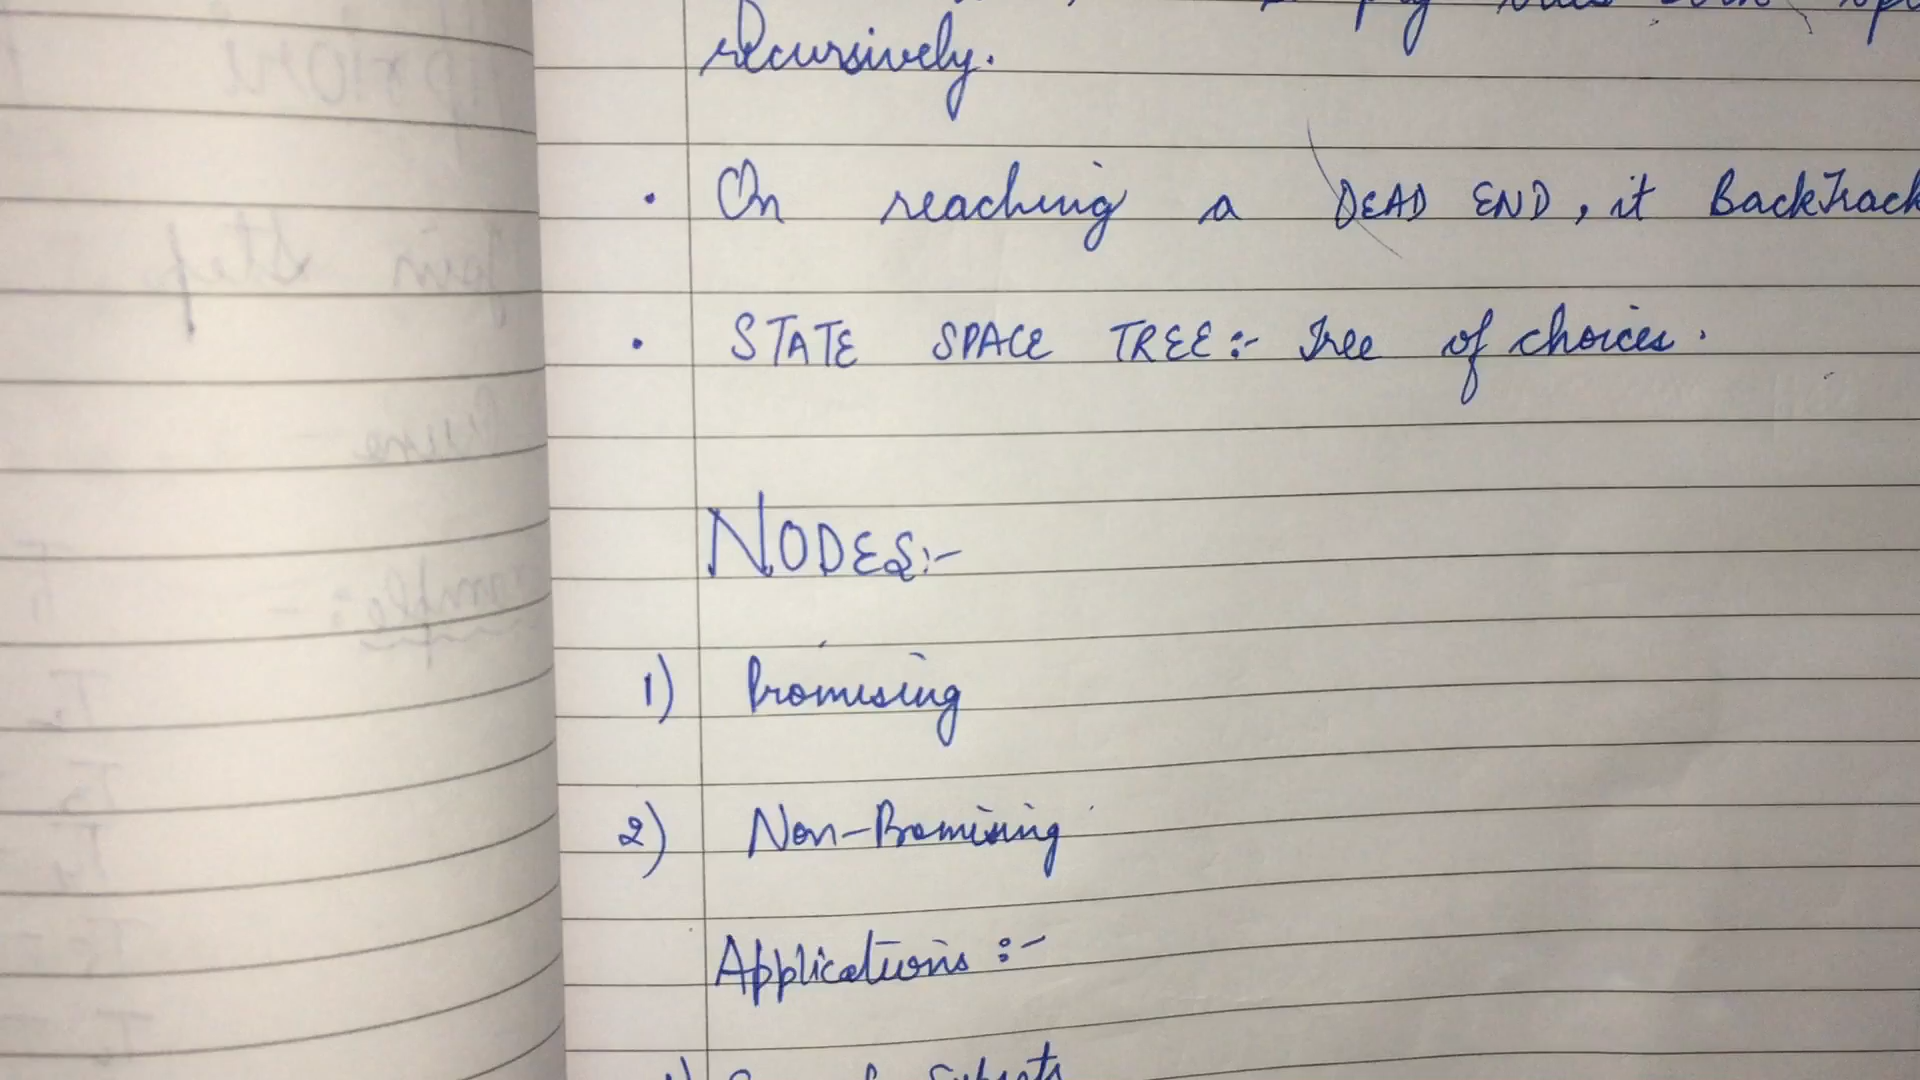 recursively.
• On reaching a DEAD END, it BackTrack
• STATE SPACE TREE:- Tree of choices.
NODES:-
1) Promising
2) Non-Promising
Applications :-
Subsets